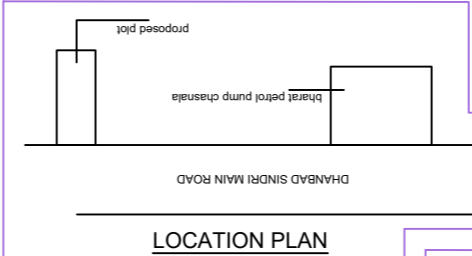 proposed plot
bharat petrol pump chasnala
DHANBAD SINDRI MAIN ROAD
LOCATION PLAN